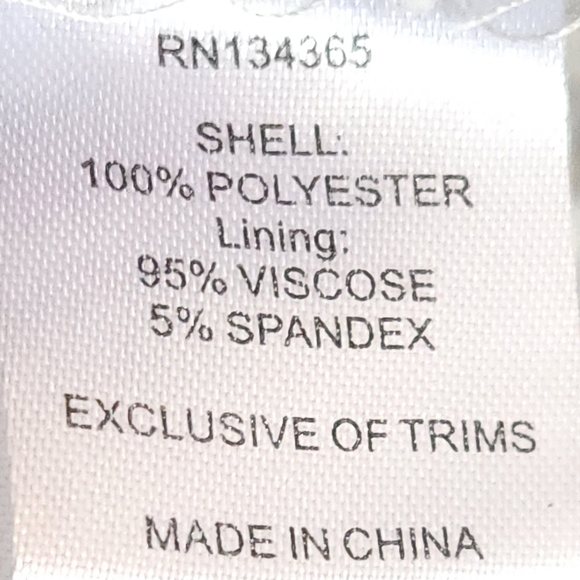 RN134365
SHELL:
100% POLYESTER
Lining:
95% VISCOSE
5% SPANDEX
EXCLUSIVE OF TRIMS
MADE IN CHINA